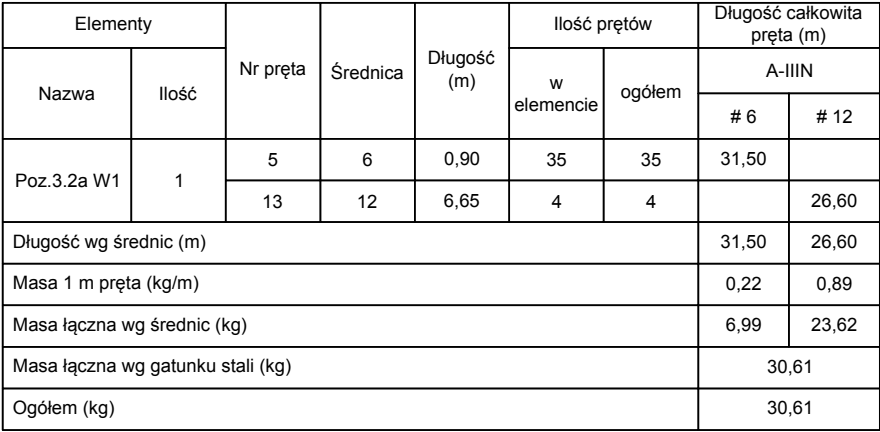 Elementy
Nazwa
Ilość
Nr pręta
Średnica
Długość
(m)
Ilość prętów
w
elemencie
ogółem
Długość całkowita
pręta (m)
A-IIIN
# 6
# 12
Poz.3.2a W1
1
5
6
0,90
35
35
31,50
13
12
6,65
4
4
26,60
Długość wg średnic (m)
31,50
26,60
Masa 1 m pręta (kg/m)
0,22
0,89
Masa łączna wg średnic (kg)
6,99
23,62
Masa łączna wg gatunku stali (kg)
30,61
Ogółem (kg)
30,61